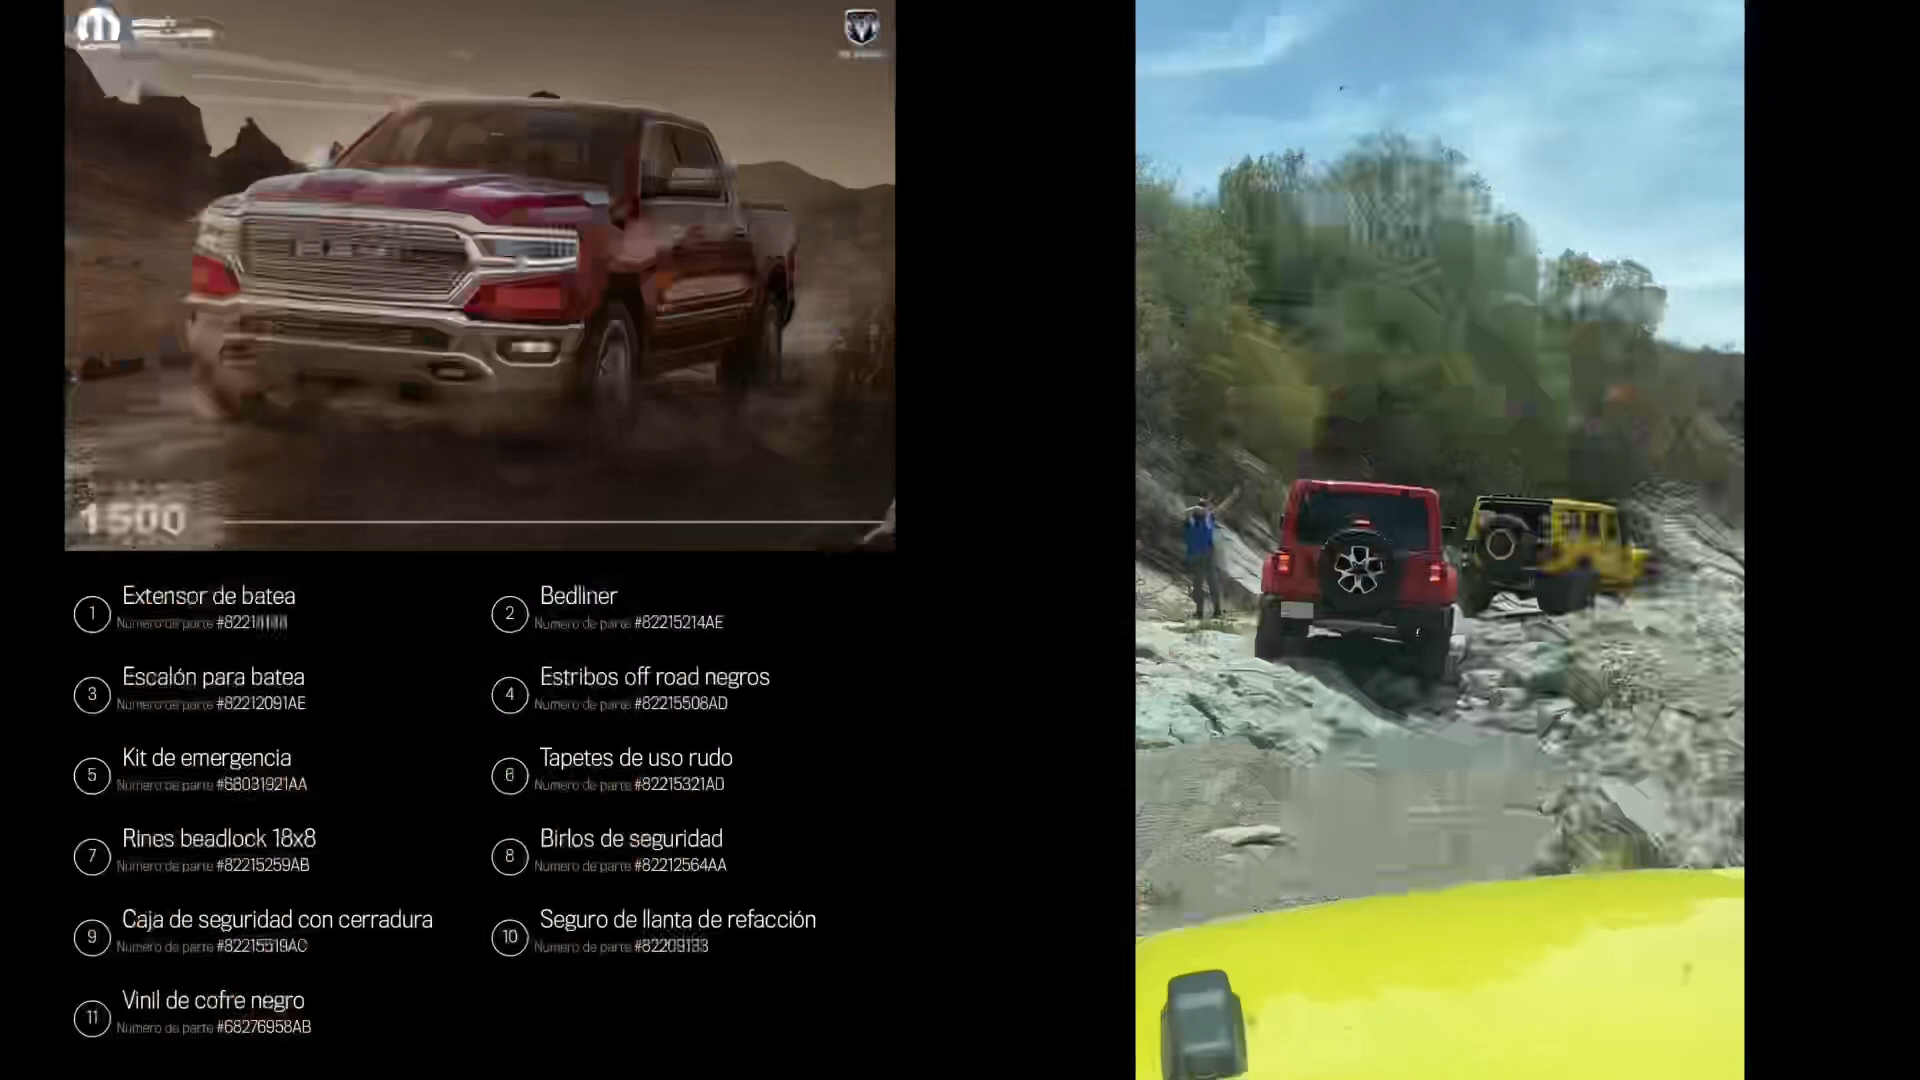 1500
1 Extensor de batea
Numero de parte
2 Bedliner
Numero de parte #82215214AE
3 Escalón para batea
Numero de parte #82212091AE
4 Estribos off road negros
Numero de parte #82215508AD
5 Kit de emergencia
Numero de parte
6 Tapetes de uso rudo
Numero de parte #82215321AD
7 Rines beadlock 18x8
Numero de parte #82215259AB
8 Birlos de seguridad
Numero de parte #82212564AA
9 Caja de seguridad con cerradura
Numero de parte
10 Seguro de llanta de refacción
Numero de parte
11 Vinil de cofre negro
Numero de parte #68276958AB